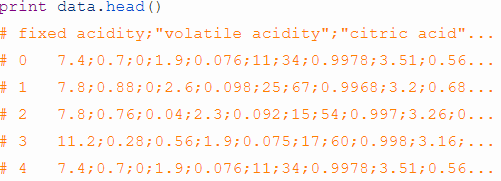 print data.head()
# fixed acidity;"volatile acidity";"citric acid"...
# 0   7.4;0.7;0;1.9;0.076;11;34;0.9978;3.51;0.56...
# 1   7.8;0.88;0;2.6;0.098;25;67;0.9968;3.2;0.68...
# 2   7.8;0.76;0.04;2.3;0.092;15;54;0.997;3.26;0...
# 3   11.2;0.28;0.56;1.9;0.075;17;60;0.998;3.16;...
# 4   7.4;0.7;0;1.9;0.076;11;34;0.9978;3.51;0.56...